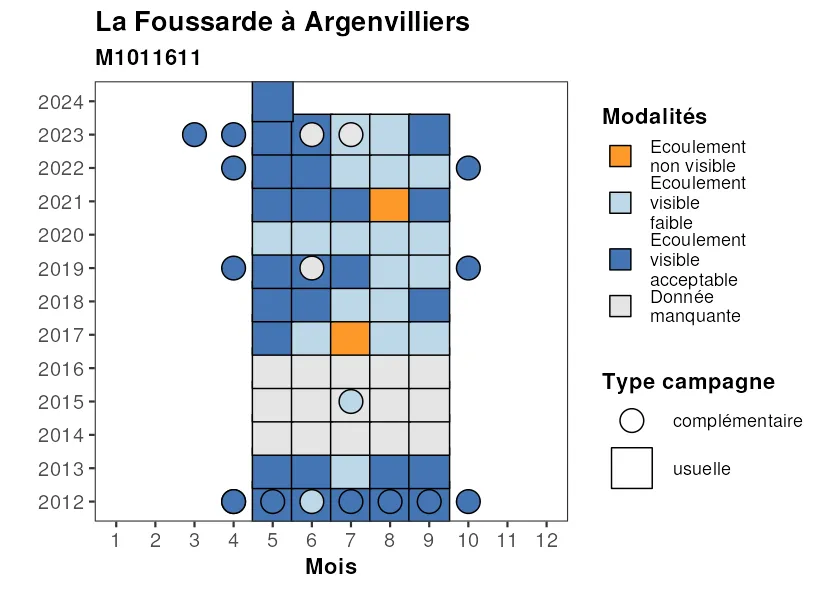 La Foussarde à Argenvilliers
M1011611
2024
2023
2022
2021
2020
2019
2018
2017
2016
2015
2014
2013
2012
1 2 3 4 5 6 7 8 9 10 11 12
Mois
Modalités
Ecoulement
non visible
Ecoulement
visible
faible
Ecoulement
visible
acceptable
Donnée
manquante
Type campagne
complémentaire
usuelle